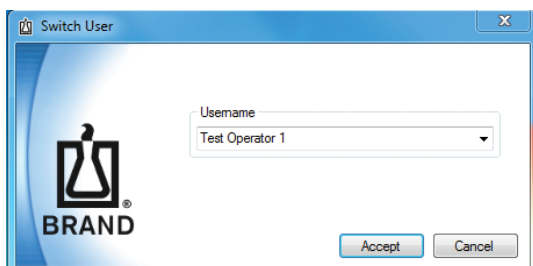 Switch User
Username
Test Operator 1
®
BRAND
Accept Cancel